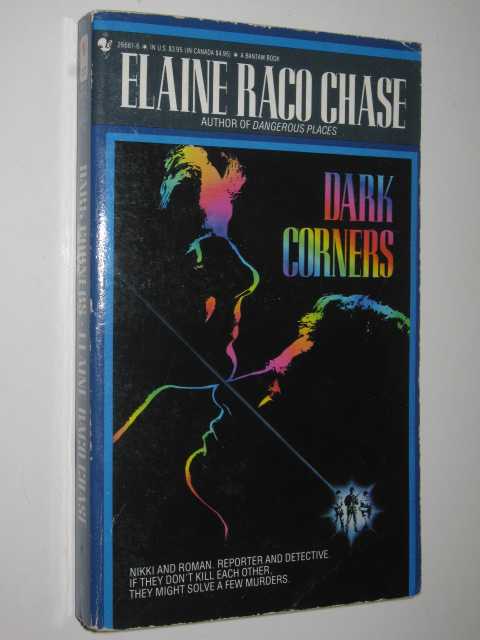 26681-5 ★ IN U.S. $3.95 (IN CANADA $4.95) ★ A BANTAM BOOK
ELAINE RACO CHASE
AUTHOR OF DANGEROUS PLACES
DARK
CORNERS
NIKKI AND ROMAN. REPORTER AND DETECTIVE.
IF THEY DON'T KILL EACH OTHER,
THEY MIGHT SOLVE A FEW MURDERS.
DARK CORNERS · ELAINE RACO CHASE